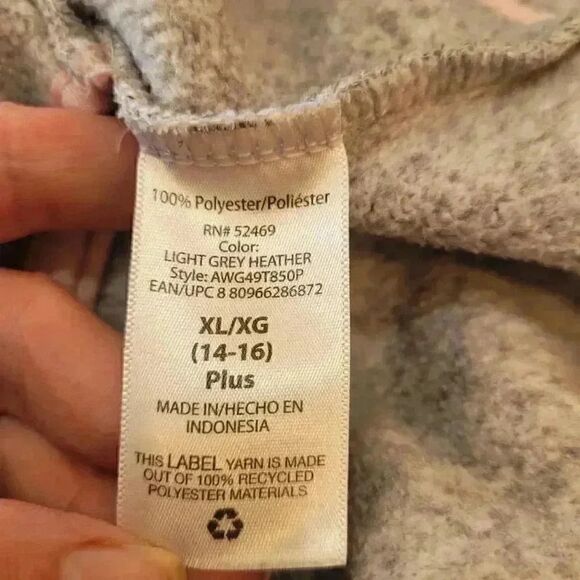 100% Polyester/Poliéster
RN# 52469
Color:
LIGHT GREY HEATHER
Style: AWG49T850P
EAN/UPC 8 80966286872
XL/XG
(14-16)
Plus
MADE IN/HECHO EN
INDONESIA
THIS LABEL YARN IS MADE
OUT OF 100% RECYCLED
POLYESTER MATERIALS